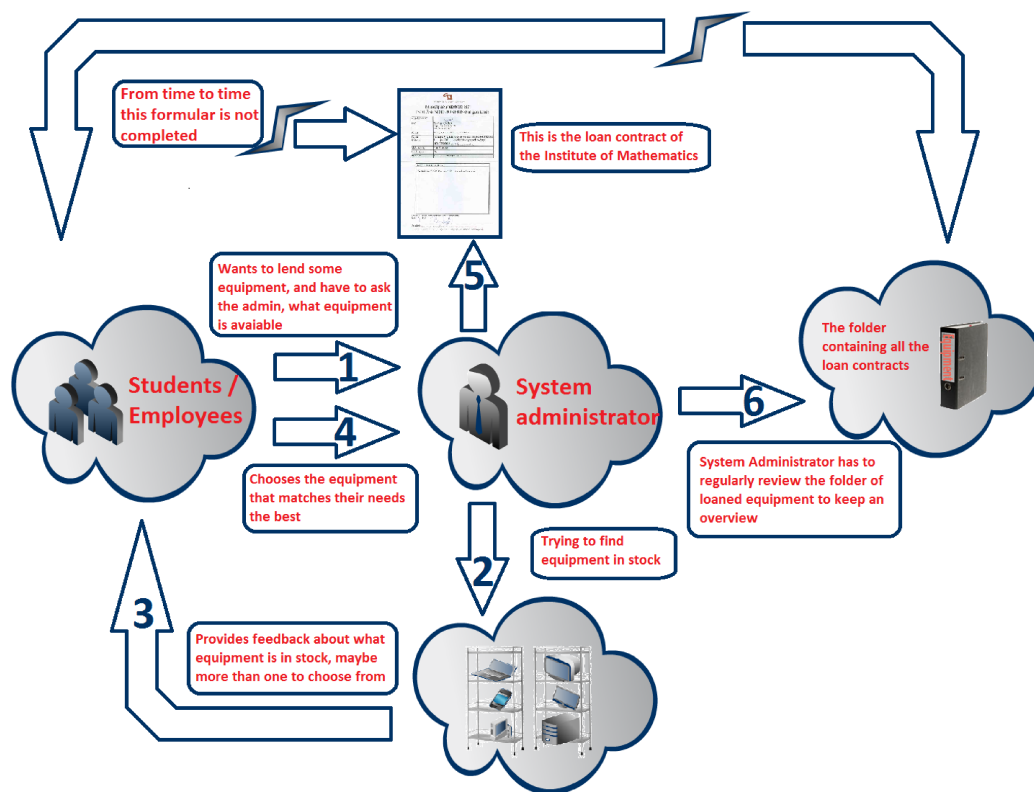 From time to time
this formular is not
completed
This is the loan contract of
the Institute of Mathematics
Wants to lend some
equipment, and have to ask
the admin, what equipment
is avaiable
5
1
Students /
Employees
4
System
administrator
6
The folder
containing all the
loan contracts
Equipment
Chooses the equipment
that matches their needs
the best
System Administrator has to
regularly review the folder of
loaned equipment to keep an
overview
2
Trying to find
equipment in stock
3
Provides feedback about what
equipment is in stock, maybe
more than one to choose from